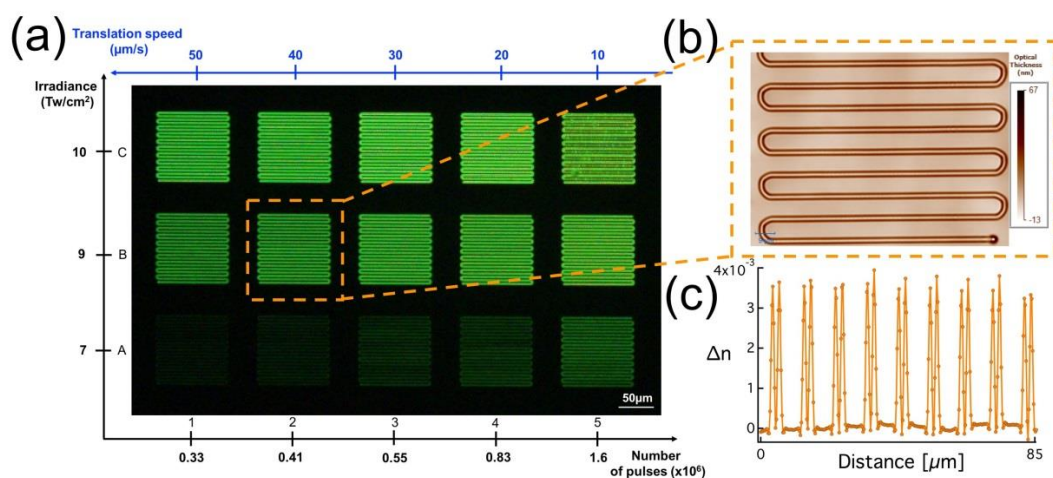 (a)
Translation speed
(µm/s)
50
40
30
20
10
Irradiance
(Tw/cm²)
10
C
9
B
7
A
50µm
1
2
3
4
5
0.33
0.41
0.55
0.83
1.6
Number
of pulses (x10⁶)
(b)
Optical
Thickness
(nm)
67
-13
(c)
4x10⁻³
3
2
1
0
Δn
0
85
Distance [µm]